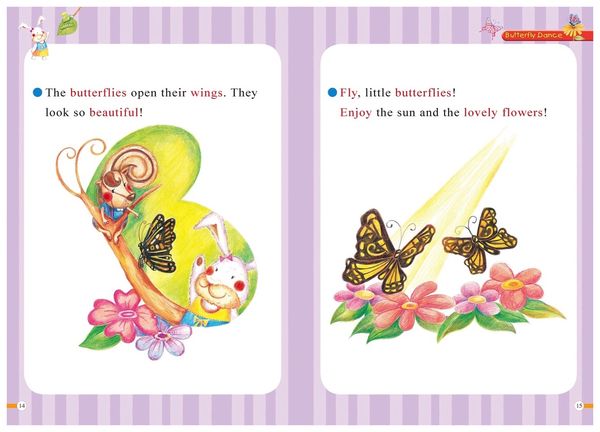 Butterfly Dance
The butterflies open their wings. They
look so beautiful!
Fly, little butterflies!
Enjoy the sun and the lovely flowers!
14
15